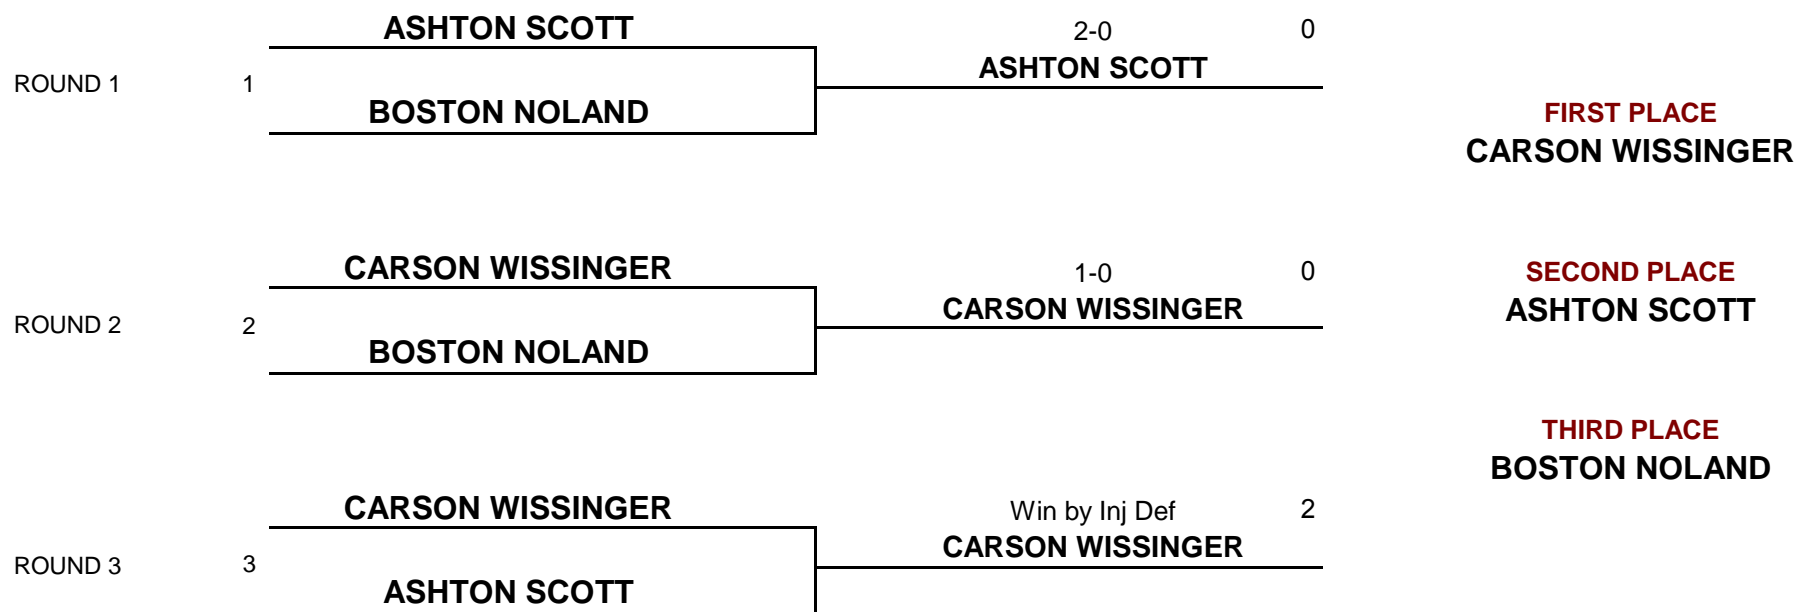 ASHTON SCOTT
2-0 0
ASHTON SCOTT
ROUND 1 1
BOSTON NOLAND
FIRST PLACE
CARSON WISSINGER
CARSON WISSINGER
1-0 0
SECOND PLACE
CARSON WISSINGER
ASHTON SCOTT
ROUND 2 2
BOSTON NOLAND
THIRD PLACE
BOSTON NOLAND
CARSON WISSINGER
Win by Inj Def 2
CARSON WISSINGER
ROUND 3 3
ASHTON SCOTT